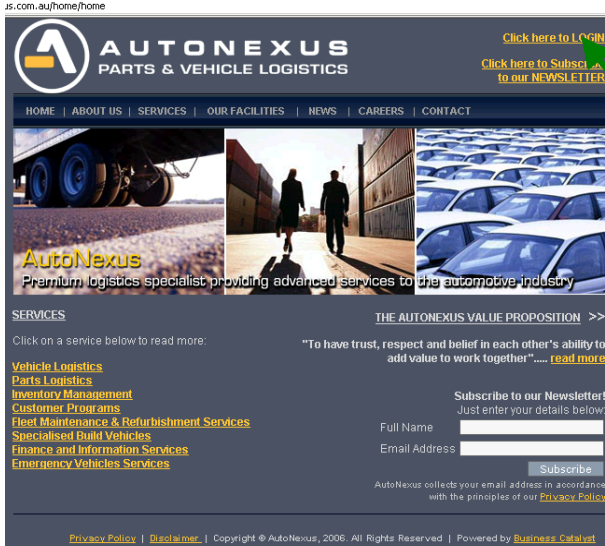 us.com.au/home/home
AUTONEXUS
PARTS & VEHICLE LOGISTICS
Click here to LOGIN
Click here to
to our NEWSLETTER
HOME | ABOUT US | SERVICES | OUR FACILITIES | NEWS | CAREERS | CONTACT
AutoNexus
Premium logistics specialist providing advanced services to the automotive industry
SERVICES
Click on a service below to read more:
Vehicle Logistics
Parts Logistics
Inventory Management
Customer Programs
Fleet Maintenance & Refurbishment Services
Specialised Build Vehicles
Finance and Information Services
Emergency Vehicles Services
THE AUTONEXUS VALUE PROPOSITION >>
"To have trust, respect and belief in each other's ability to
add value to work together"..... read more
Subscribe to our Newsletter!
Just enter your details below:
Full Name
Email Address
Subscribe
AutoNexus collects your email address in accordance
with the principles of our Privacy Policy
Privacy Policy | Disclaimer | Copyright © AutoNexus, 2006. All Rights Reserved | Powered by Business Catalyst